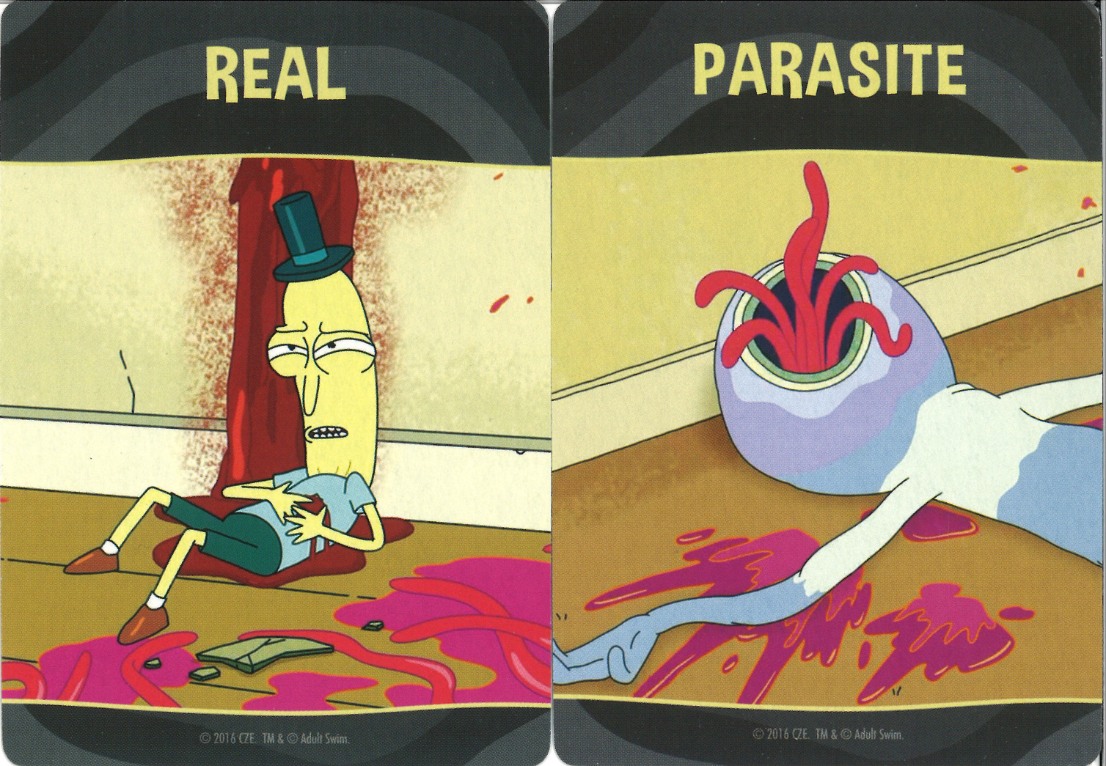 REAL
PARASITE
© 2016 CZE. TM & © Adult Swim.
© 2016 CZE. TM & © Adult Swim.